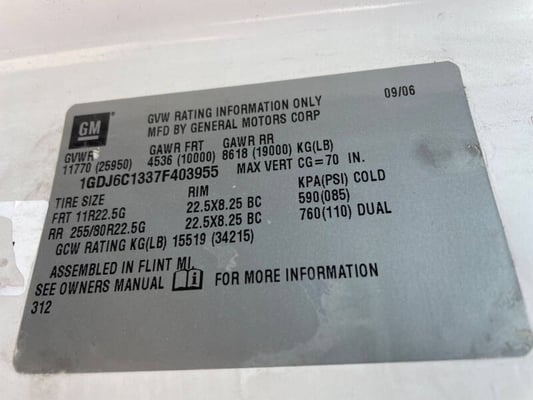 GM
GVW RATING INFORMATION ONLY 09/06
MFD BY GENERAL MOTORS CORP
GVWR GAWR FRT GAWR RR
11770 (25950) 4536 (10000) 8618 (19000) KG(LB)
1GDJ6C1337F403955 MAX VERT CG=70 IN.
TIRE SIZE RIM KPA(PSI) COLD
FRT 11R22.5G 22.5X8.25 BC 590(085)
RR 255/80R22.5G 22.5X8.25 BC 760(110) DUAL
GCW RATING KG(LB) 15519 (34215)
ASSEMBLED IN FLINT MI.
SEE OWNERS MANUAL i FOR MORE INFORMATION
312